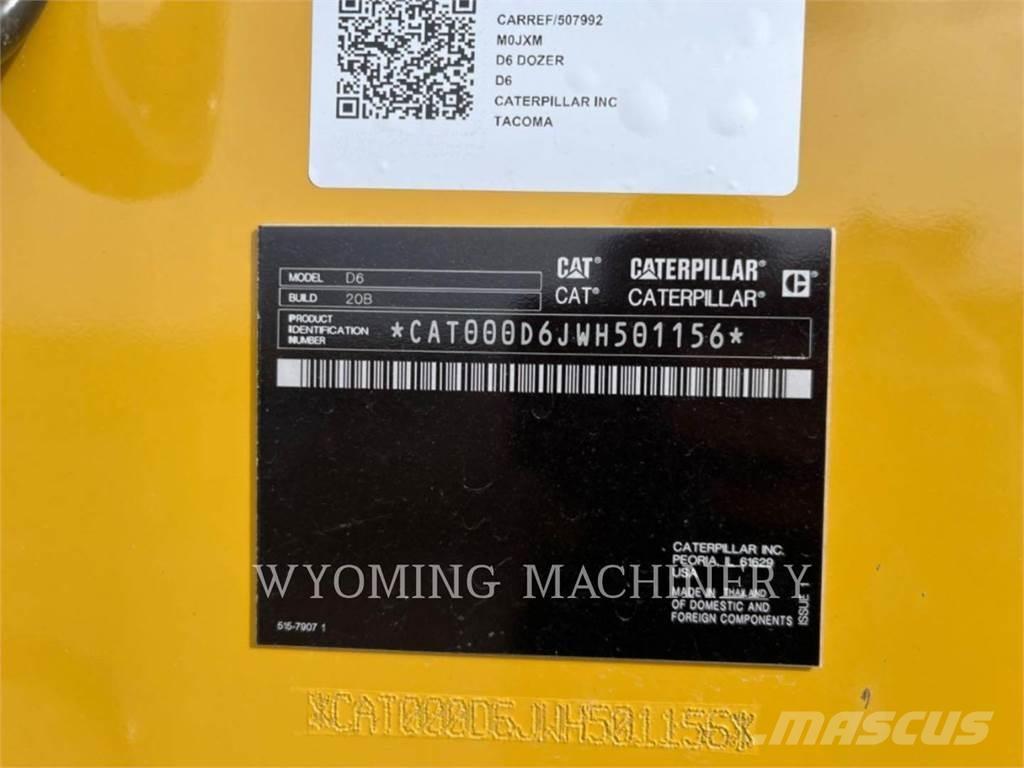 CARREF/507992
M0JXM
D6 DOZER
D6
CATERPILLAR INC
TACOMA
MODEL D6
BUILD 20B
CAT® CATERPILLAR®
CAT® CATERPILLAR®
PRODUCT
IDENTIFICATION
NUMBER
*CAT000D6JWH501156*
CATERPILLAR INC.
PEORIA, IL 61629
USA
MADE IN THAILAND
OF DOMESTIC AND
FOREIGN COMPONENTS
ISSUE 1
WYOMING MACHINERY
515-7907 1
*CAT000D6JWH501156*
MASCUS